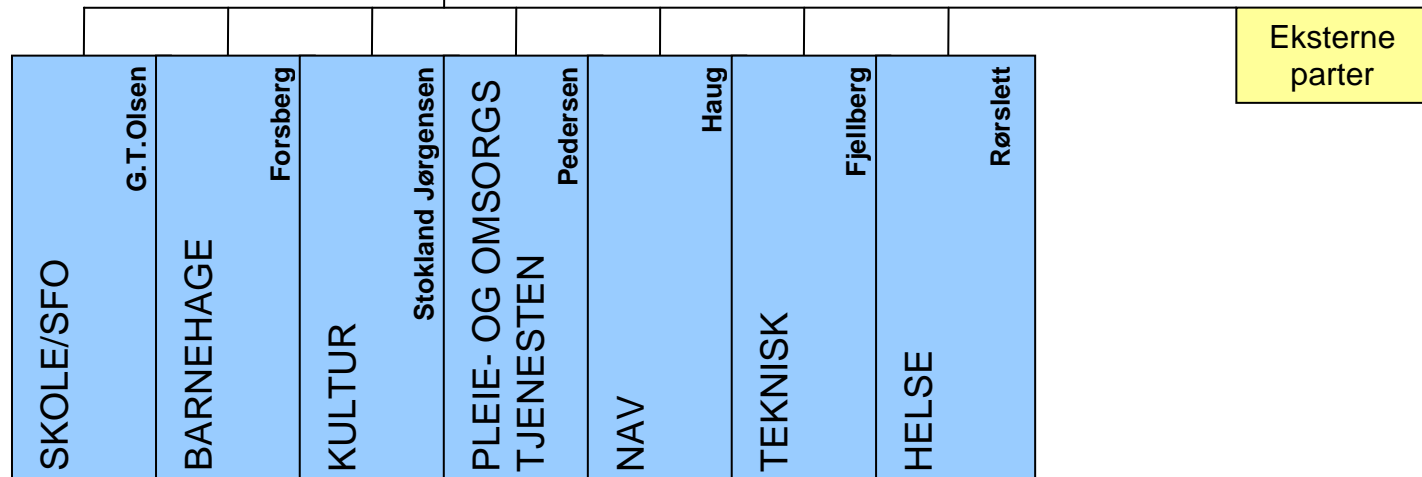 Eksterne
parter
SKOLE/SFO
G.T.Olsen
BARNEHAGE
Forsberg
KULTUR
Stokland Jørgensen
PLEIE- OG OMSORGS
TJENESTEN
Pedersen
NAV
Haug
TEKNISK
Fjellberg
HELSE
Rørslett